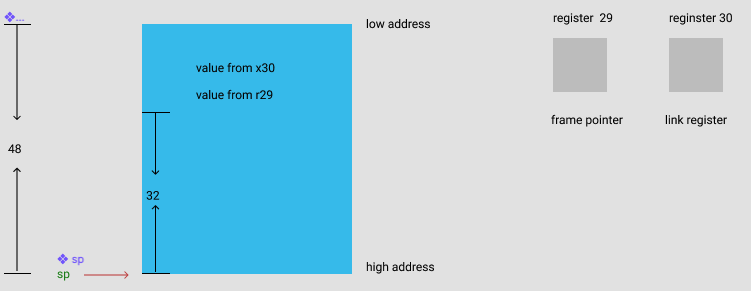 ...
low address
register 29
reginster 30
value from x30
value from r29
frame pointer
link register
48
32
sp
sp
high address